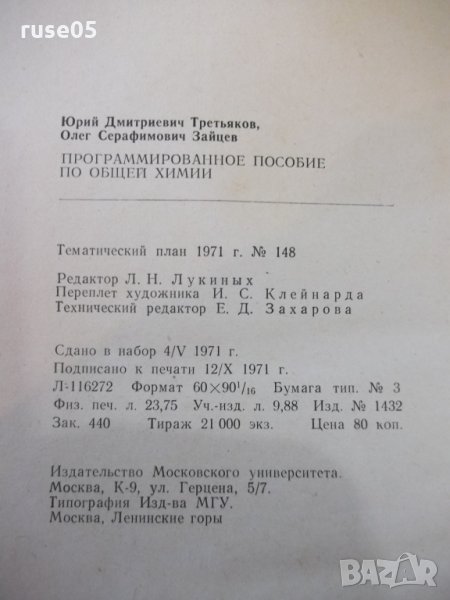 ruse05
Юрий Дмитриевич Третьяков,
Олег Серафимович Зайцев
ПРОГРАММИРОВАННОЕ ПОСОБИЕ
ПО ОБЩЕЙ ХИМИИ
Тематический план 1971 г. № 148
Редактор Л. Н. Лукиных
Переплет художника И. С. Клейнарда
Технический редактор Е. Д. Захарова
Сдано в набор 4/V 1971 г.
Подписано к печати 12/X 1971 г.
Л-116272 Формат 60×90¹/₁₆ Бумага тип. № 3
Физ. печ. л. 23,75 Уч.-изд. л. 9,88 Изд. № 1432
Зак. 440 Тираж 21 000 экз. Цена 80 коп.
Издательство Московского университета.
Москва, К-9, ул. Герцена, 5/7.
Типография Изд-ва МГУ.
Москва, Ленинские горы
BAZAR
.bg